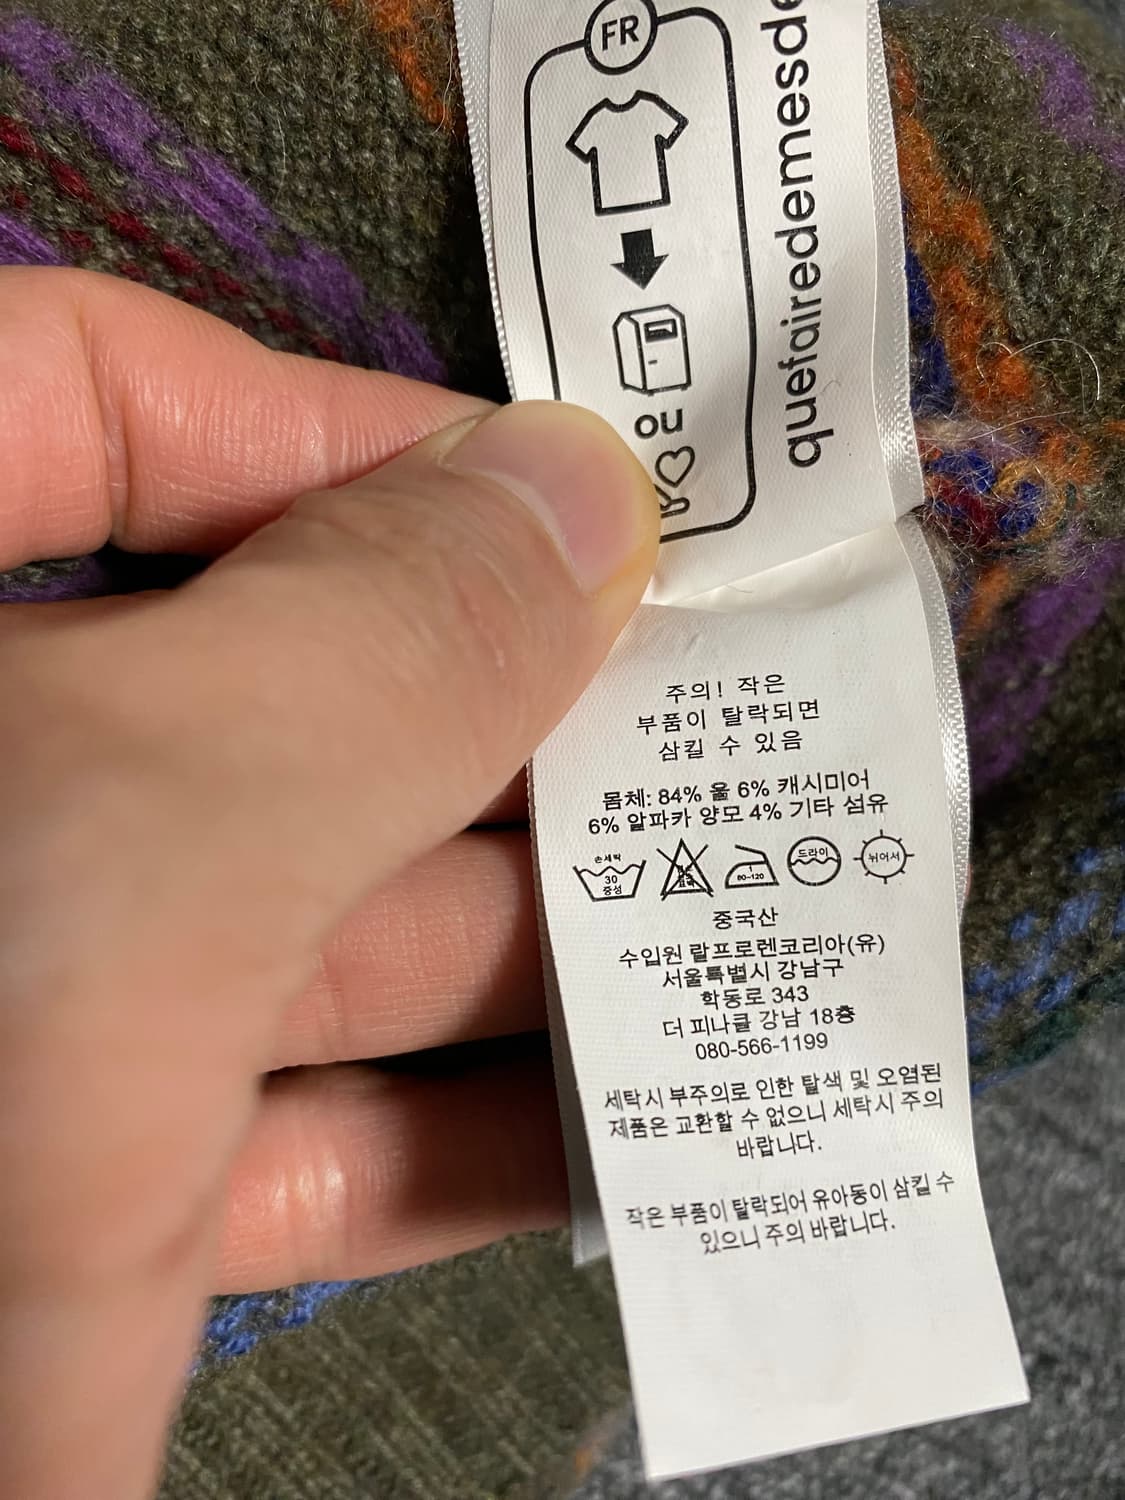 FR
OU
quefairedemesde
주의! 작은
부품이 탈락되면
삼킬 수 있음
몸체: 84% 울 6% 캐시미어
6% 알파카 양모 4% 기타 섬유
손세탁
30
중성
1
80~120
드라이
뉘어서
중국산
수입원 랄프로렌코리아(유)
서울특별시 강남구
학동로 343
더 피나클 강남 18층
080-566-1199
세탁시 부주의로 인한 탈색 및 오염된
제품은 교환할 수 없으니 세탁시 주의
바랍니다.
작은 부품이 탈락되어 유아동이 삼킬 수
있으니 주의 바랍니다.